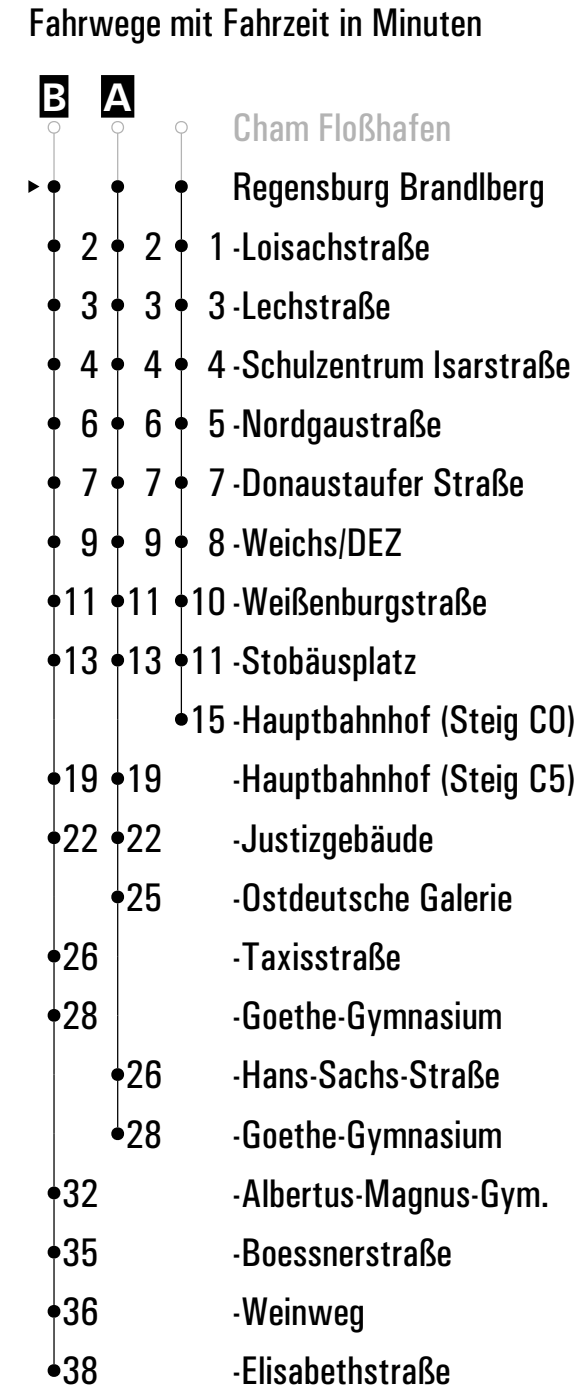 Fahrwege mit Fahrzeit in Minuten
B A
Cham Floßhafen
Regensburg Brandlberg
2 2 1 -Loisachstraße
3 3 3 -Lechstraße
4 4 4 -Schulzentrum Isarstraße
6 6 5 -Nordgaustraße
7 7 7 -Donaustaufer Straße
9 9 8 -Weichs/DEZ
11 11 10 -Weißenburgstraße
13 13 11 -Stobäusplatz
15 -Hauptbahnhof (Steig C0)
19 19 -Hauptbahnhof (Steig C5)
22 22 -Justizgebäude
25 -Ostdeutsche Galerie
26 -Taxisstraße
28 -Goethe-Gymnasium
26 -Hans-Sachs-Straße
28 -Goethe-Gymnasium
32 -Albertus-Magnus-Gym.
35 -Boessnerstraße
36 -Weinweg
38 -Elisabethstraße